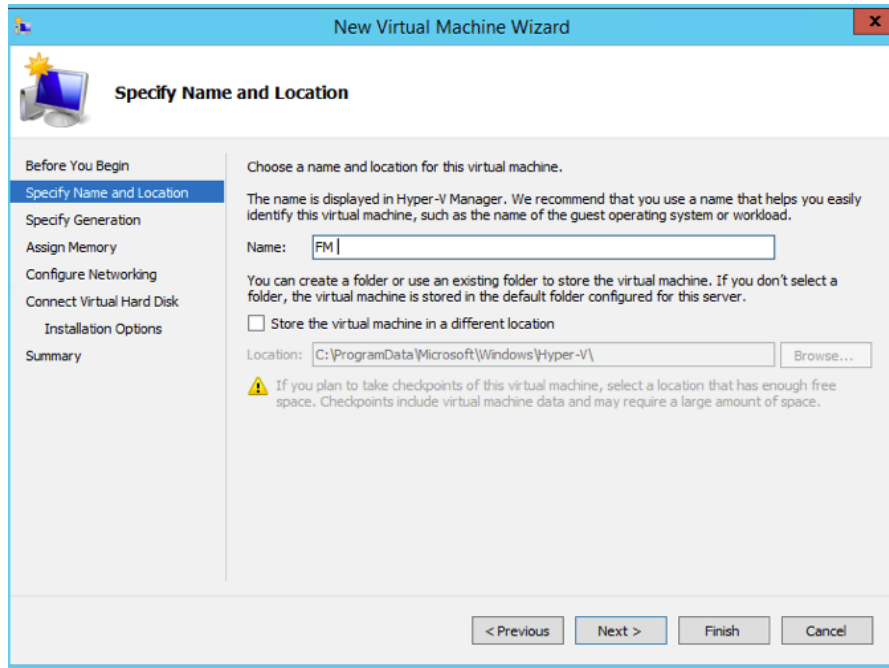 New Virtual Machine Wizard
x
Specify Name and Location
Before You Begin
Specify Name and Location
Specify Generation
Assign Memory
Configure Networking
Connect Virtual Hard Disk
Installation Options
Summary
Choose a name and location for this virtual machine.
The name is displayed in Hyper-V Manager. We recommend that you use a name that helps you easily
identify this virtual machine, such as the name of the guest operating system or workload.
Name: FM
You can create a folder or use an existing folder to store the virtual machine. If you don't select a
folder, the virtual machine is stored in the default folder configured for this server.
Store the virtual machine in a different location
Location: C:\ProgramData\Microsoft\Windows\Hyper-V\ Browse...
If you plan to take checkpoints of this virtual machine, select a location that has enough free
space. Checkpoints include virtual machine data and may require a large amount of space.
< Previous Next > Finish Cancel